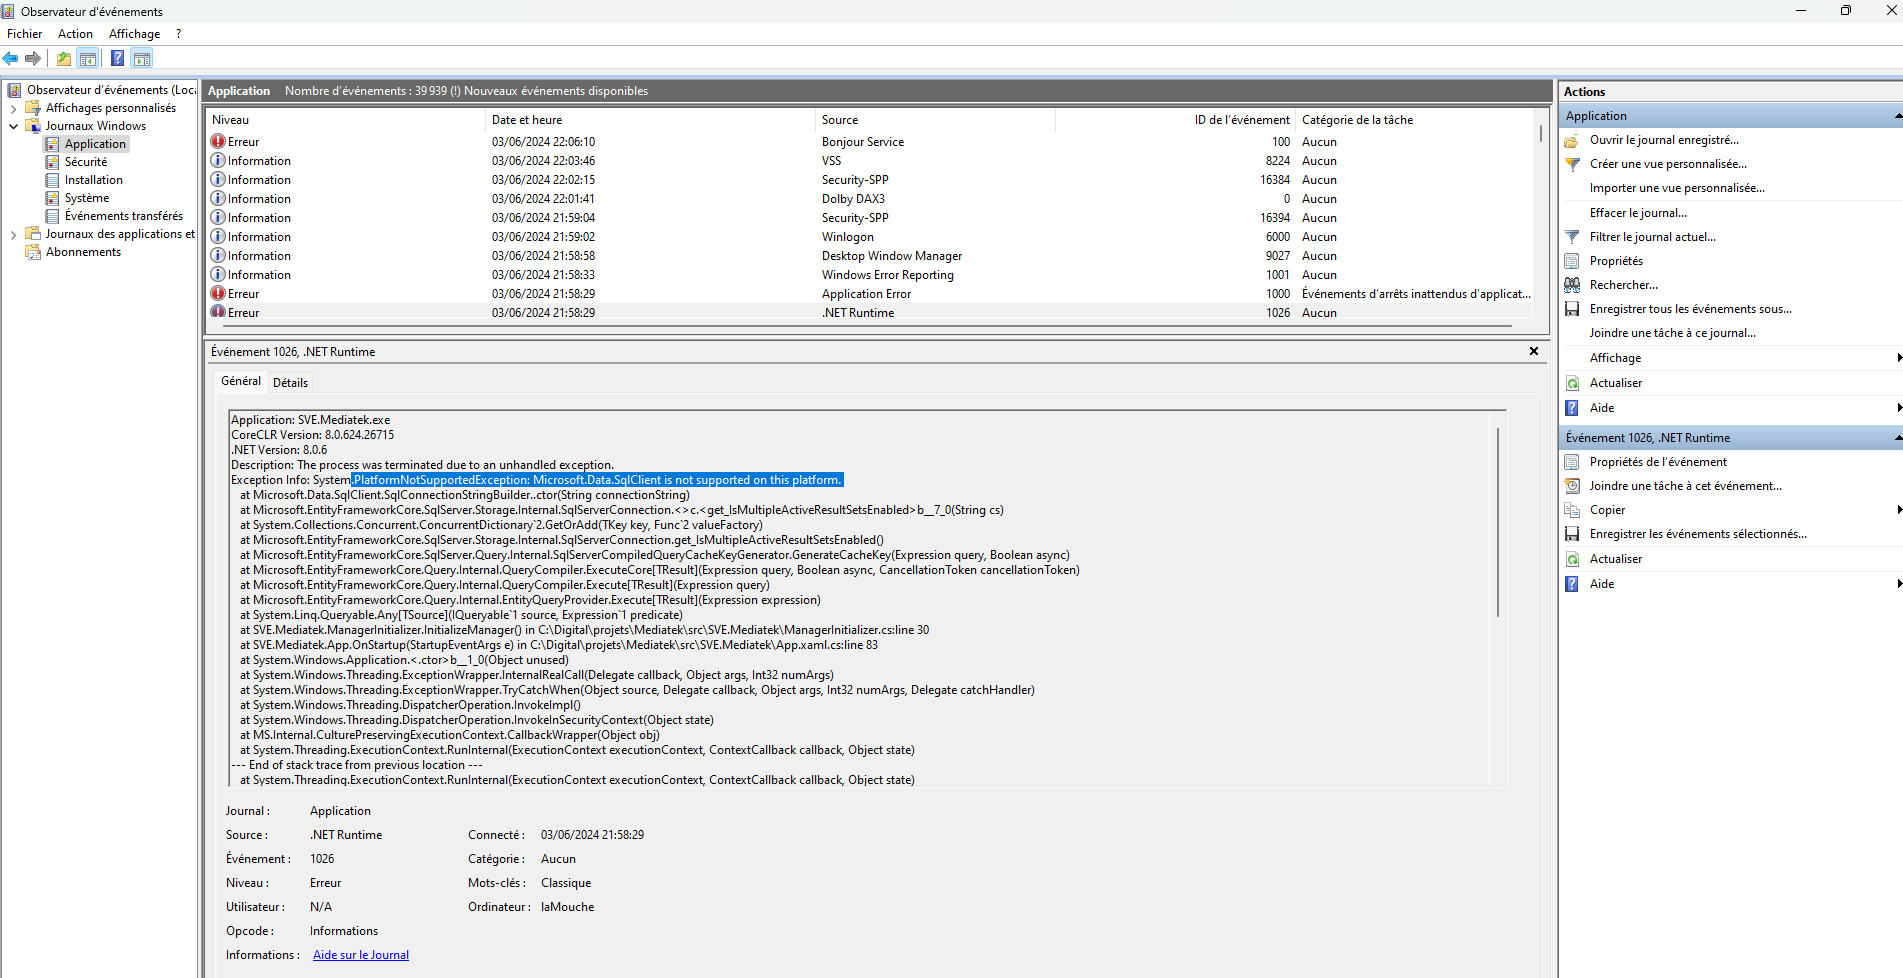 Observateur d'événements
Fichier Action Affichage ?
Observateur d'événements (Loca
Affichages personnalisés
Journaux Windows
Application
Sécurité
Installation
Système
Événements transférés
Journaux des applications et
Abonnements
Application Nombre d'événements : 39 939 (!) Nouveaux événements disponibles
Niveau Date et heure Source ID de l'événement Catégorie de la tâche
Erreur 03/06/2024 22:06:10 Bonjour Service 100 Aucun
Information 03/06/2024 22:03:46 VSS 8224 Aucun
Information 03/06/2024 22:02:15 Security-SPP 16384 Aucun
Information 03/06/2024 22:01:41 Dolby DAX3 0 Aucun
Information 03/06/2024 21:59:04 Security-SPP 16394 Aucun
Information 03/06/2024 21:59:02 Winlogon 6000 Aucun
Information 03/06/2024 21:58:58 Desktop Window Manager 9027 Aucun
Information 03/06/2024 21:58:33 Windows Error Reporting 1001 Aucun
Erreur 03/06/2024 21:58:29 Application Error 1000 Événements d'arrêts inattendus d'applicat...
Erreur 03/06/2024 21:58:29 .NET Runtime 1026 Aucun
Événement 1026, .NET Runtime
Général Détails
Application: SVE.Mediatek.exe
CoreCLR Version: 8.0.624.26715
.NET Version: 8.0.6
Description: The process was terminated due to an unhandled exception.
Exception Info: System.PlatformNotSupportedException: Microsoft.Data.SqlClient is not supported on this platform.
at Microsoft.Data.SqlClient.SqlConnectionStringBuilder..ctor(String connectionString)
at Microsoft.EntityFrameworkCore.SqlServer.Storage.Internal.SqlServerConnection.<>c.<get_IsMultipleActiveResultSetsEnabled>b__7_0(String cs)
at System.Collections.Concurrent.ConcurrentDictionary`2.GetOrAdd(TKey key, Func`2 valueFactory)
at Microsoft.EntityFrameworkCore.SqlServer.Storage.Internal.SqlServerConnection.get_IsMultipleActiveResultSetsEnabled()
at Microsoft.EntityFrameworkCore.SqlServer.Query.Internal.SqlServerCompiledQueryCacheKeyGenerator.GenerateCacheKey(Expression query, Boolean async)
at Microsoft.EntityFrameworkCore.Query.Internal.QueryCompiler.ExecuteCore[TResult](Expression query, Boolean async, CancellationToken cancellationToken)
at Microsoft.EntityFrameworkCore.Query.Internal.QueryCompiler.Execute[TResult](Expression query)
at Microsoft.EntityFrameworkCore.Query.Internal.EntityQueryProvider.Execute[TResult](Expression expression)
at System.Linq.Queryable.Any[TSource](IQueryable`1 source, Expression`1 predicate)
at SVE.Mediatek.ManagerInitializer.InitializeManager() in C:\Digital\projets\Mediatek\src\SVE.Mediatek\ManagerInitializer.cs:line 30
at SVE.Mediatek.App.OnStartup(StartupEventArgs e) in C:\Digital\projets\Mediatek\src\SVE.Mediatek\App.xaml.cs:line 83
at System.Windows.Application.<.ctor>b__1_0(Object unused)
at System.Windows.Threading.ExceptionWrapper.InternalRealCall(Delegate callback, Object args, Int32 numArgs)
at System.Windows.Threading.ExceptionWrapper.TryCatchWhen(Object source, Delegate callback, Object args, Int32 numArgs, Delegate catchHandler)
at System.Windows.Threading.DispatcherOperation.InvokeImpl()
at System.Windows.Threading.DispatcherOperation.InvokeInSecurityContext(Object state)
at MS.Internal.CulturePreservingExecutionContext.CallbackWrapper(Object obj)
at System.Threading.ExecutionContext.RunInternal(ExecutionContext executionContext, ContextCallback callback, Object state)
--- End of stack trace from previous location ---
at System.Threading.ExecutionContext.RunInternal(ExecutionContext executionContext, ContextCallback callback, Object state)
Journal : Application
Source : .NET Runtime Connecté : 03/06/2024 21:58:29
Événement : 1026 Catégorie : Aucun
Niveau : Erreur Mots-clés : Classique
Utilisateur : N/A Ordinateur : laMouche
Opcode : Informations
Informations : Aide sur le Journal
Actions
Application
Ouvrir le journal enregistré...
Créer une vue personnalisée...
Importer une vue personnalisée...
Effacer le journal...
Filtrer le journal actuel...
Propriétés
Rechercher...
Enregistrer tous les événements sous...
Joindre une tâche à ce journal...
Affichage
Actualiser
Aide
Événement 1026, .NET Runtime
Propriétés de l'événement
Joindre une tâche à cet événement...
Copier
Enregistrer les événements sélectionnés...
Actualiser
Aide